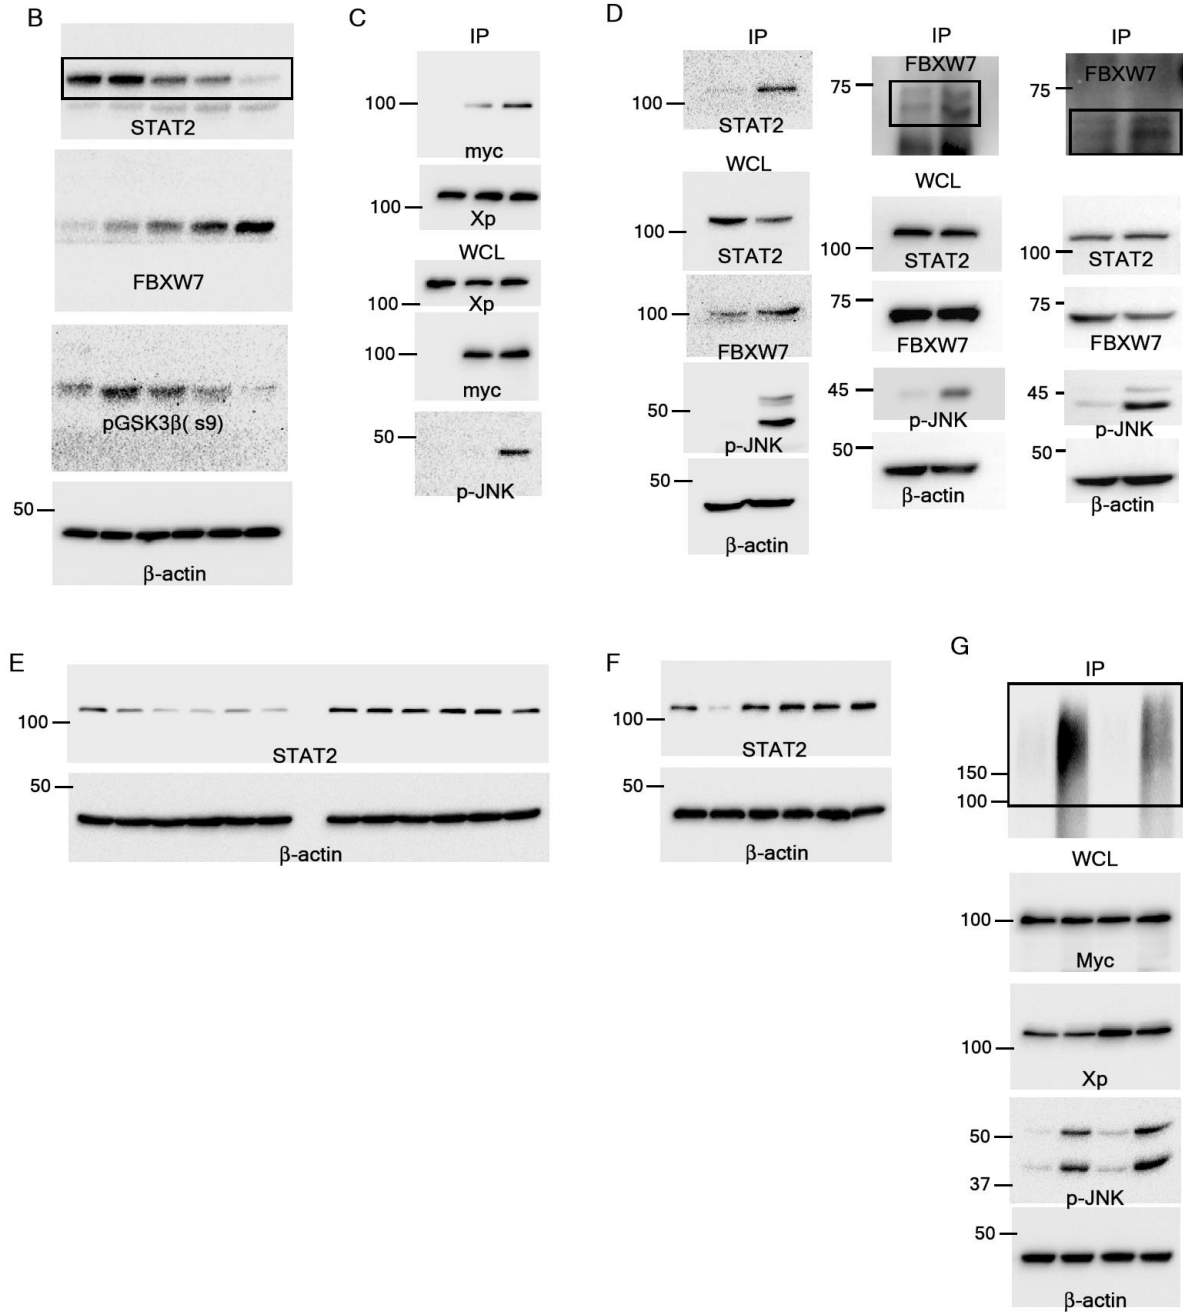 B
STAT2
FBXW7
pGSK3β( s9)
50
β-actin
C
IP
100
myc
100
Xp
WCL
100
Xp
100
myc
50
p-JNK
D
IP
100
STAT2
WCL
100
STAT2
100
FBXW7
50
p-JNK
50
β-actin
IP
FBXW7
75
WCL
100
STAT2
75
FBXW7
45
p-JNK
50
β-actin
IP
FBXW7
75
100
STAT2
75
FBXW7
45
p-JNK
50
β-actin
E
100
STAT2
50
β-actin
F
100
STAT2
50
β-actin
G
IP
150
100
WCL
100
Myc
100
Xp
50
37
p-JNK
50
β-actin